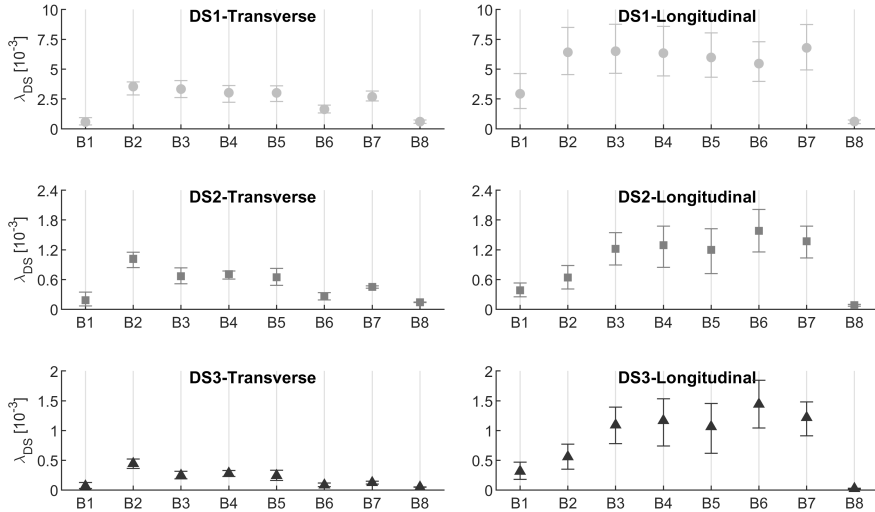 DS1-Transverse
10
7.5
5
2.5
0
λDS [10-3]
B1 B2 B3 B4 B5 B6 B7 B8
DS1-Longitudinal
10
7.5
5
2.5
0
B1 B2 B3 B4 B5 B6 B7 B8
DS2-Transverse
2.4
1.8
1.2
0.6
0
λDS [10-3]
B1 B2 B3 B4 B5 B6 B7 B8
DS2-Longitudinal
2.4
1.8
1.2
0.6
0
B1 B2 B3 B4 B5 B6 B7 B8
DS3-Transverse
2
1.5
1
0.5
0
λDS [10-3]
B1 B2 B3 B4 B5 B6 B7 B8
DS3-Longitudinal
2
1.5
1
0.5
0
B1 B2 B3 B4 B5 B6 B7 B8